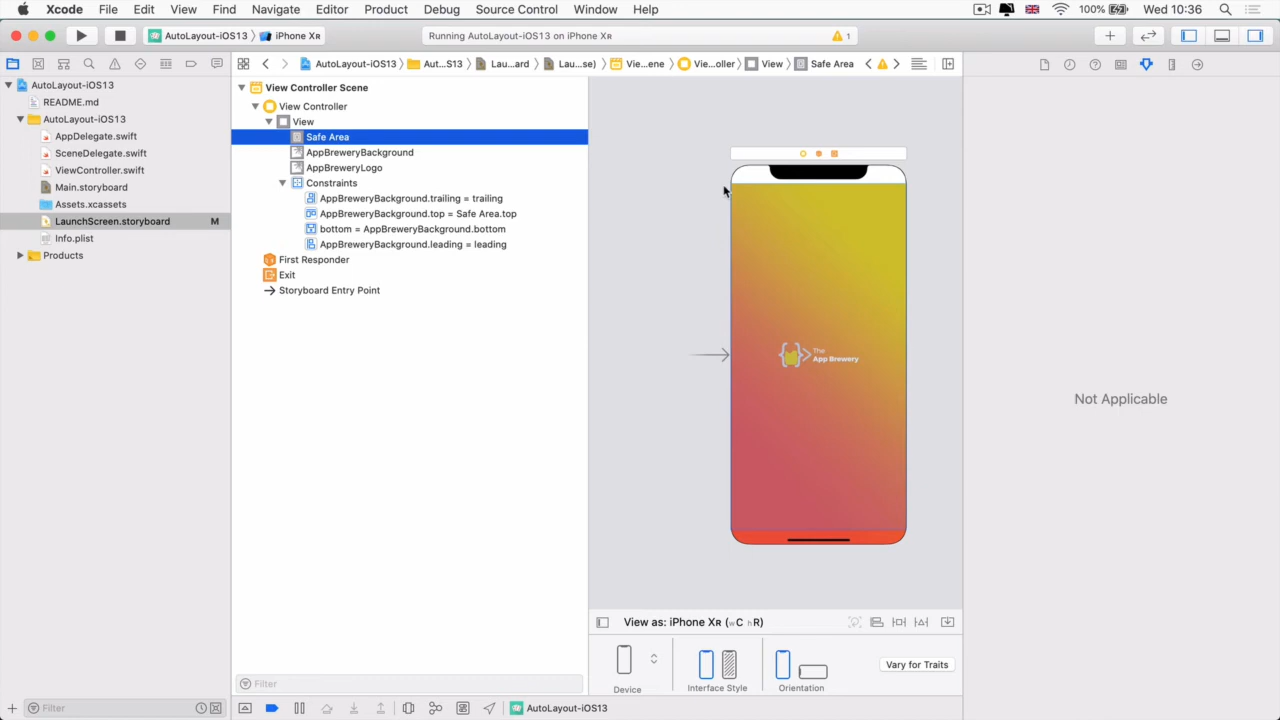 Xcode File Edit View Find Navigate Editor Product Debug Source Control Window Help 100% Wed 10:36
AutoLayout-iOS13 iPhone Xʀ Running AutoLayout-iOS13 on iPhone Xʀ 1
AutoLayout-iOS13 Aut...S13 Lau...ard Lau...se) Vie...ene Vie...oller View Safe Area
AutoLayout-iOS13
README.md
AutoLayout-iOS13
AppDelegate.swift
SceneDelegate.swift
ViewController.swift
Main.storyboard
Assets.xcassets
LaunchScreen.storyboard M
Info.plist
Products
View Controller Scene
View Controller
View
Safe Area
AppBreweryBackground
AppBreweryLogo
Constraints
AppBreweryBackground.trailing = trailing
AppBreweryBackground.top = Safe Area.top
bottom = AppBreweryBackground.bottom
AppBreweryBackground.leading = leading
First Responder
Exit
Storyboard Entry Point
The
App Brewery
Not Applicable
View as: iPhone Xʀ (wC hR)
Device Interface Style Orientation
Vary for Traits
Filter
Filter
AutoLayout-iOS13